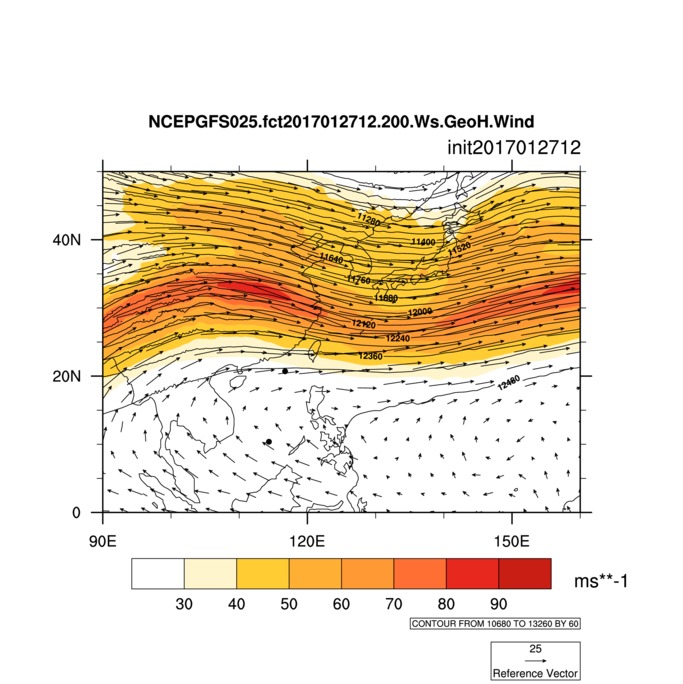 NCEPGFS025.fct2017012712.200.Ws.GeoH.Wind
init2017012712
40N
20N
0
11280
11400
11520
11640
11760
11880
12000
12120
12240
12360
12480
90E 120E 150E
30 40 50 60 70 80 90
ms**-1
CONTOUR FROM 10680 TO 13260 BY 60
25
Reference Vector